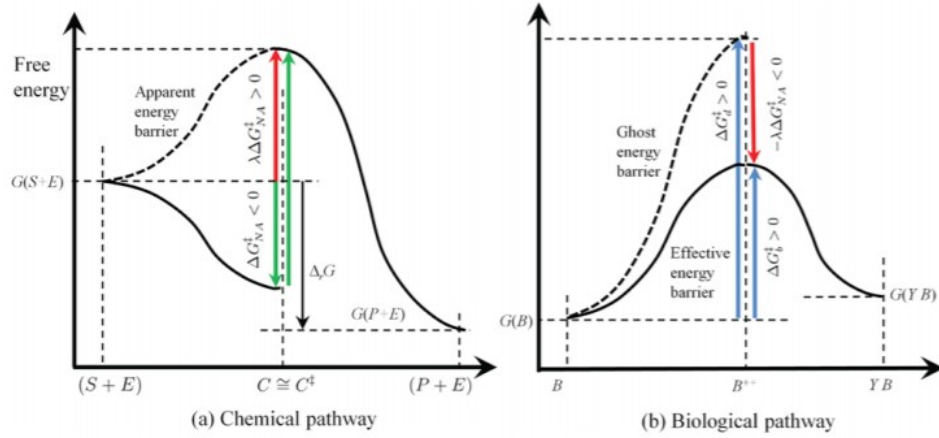 Free
energy
Apparent
energy
barrier
λΔG‡NA > 0
G(S+E)
ΔG‡NA < 0
ΔrG
G(P+E)
(S + E)
C ≅ C‡
(P + E)
(a) Chemical pathway
ΔG‡d > 0
−λΔG‡NA < 0
Ghost
energy
barrier
Effective
energy
barrier
ΔG‡b > 0
G(YB)
G(B)
B
YB
(b) Biological pathway